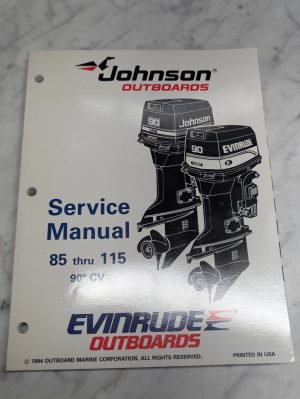 Johnson®
OUTBOARDS
90
Johnson
90
EVINRUDE
Service
Manual
85 thru 115
90° CV
EVINRUDE
OUTBOARDS
© 1994 OUTBOARD MARINE CORPORATION. ALL RIGHTS RESERVED.
PRINTED IN USA